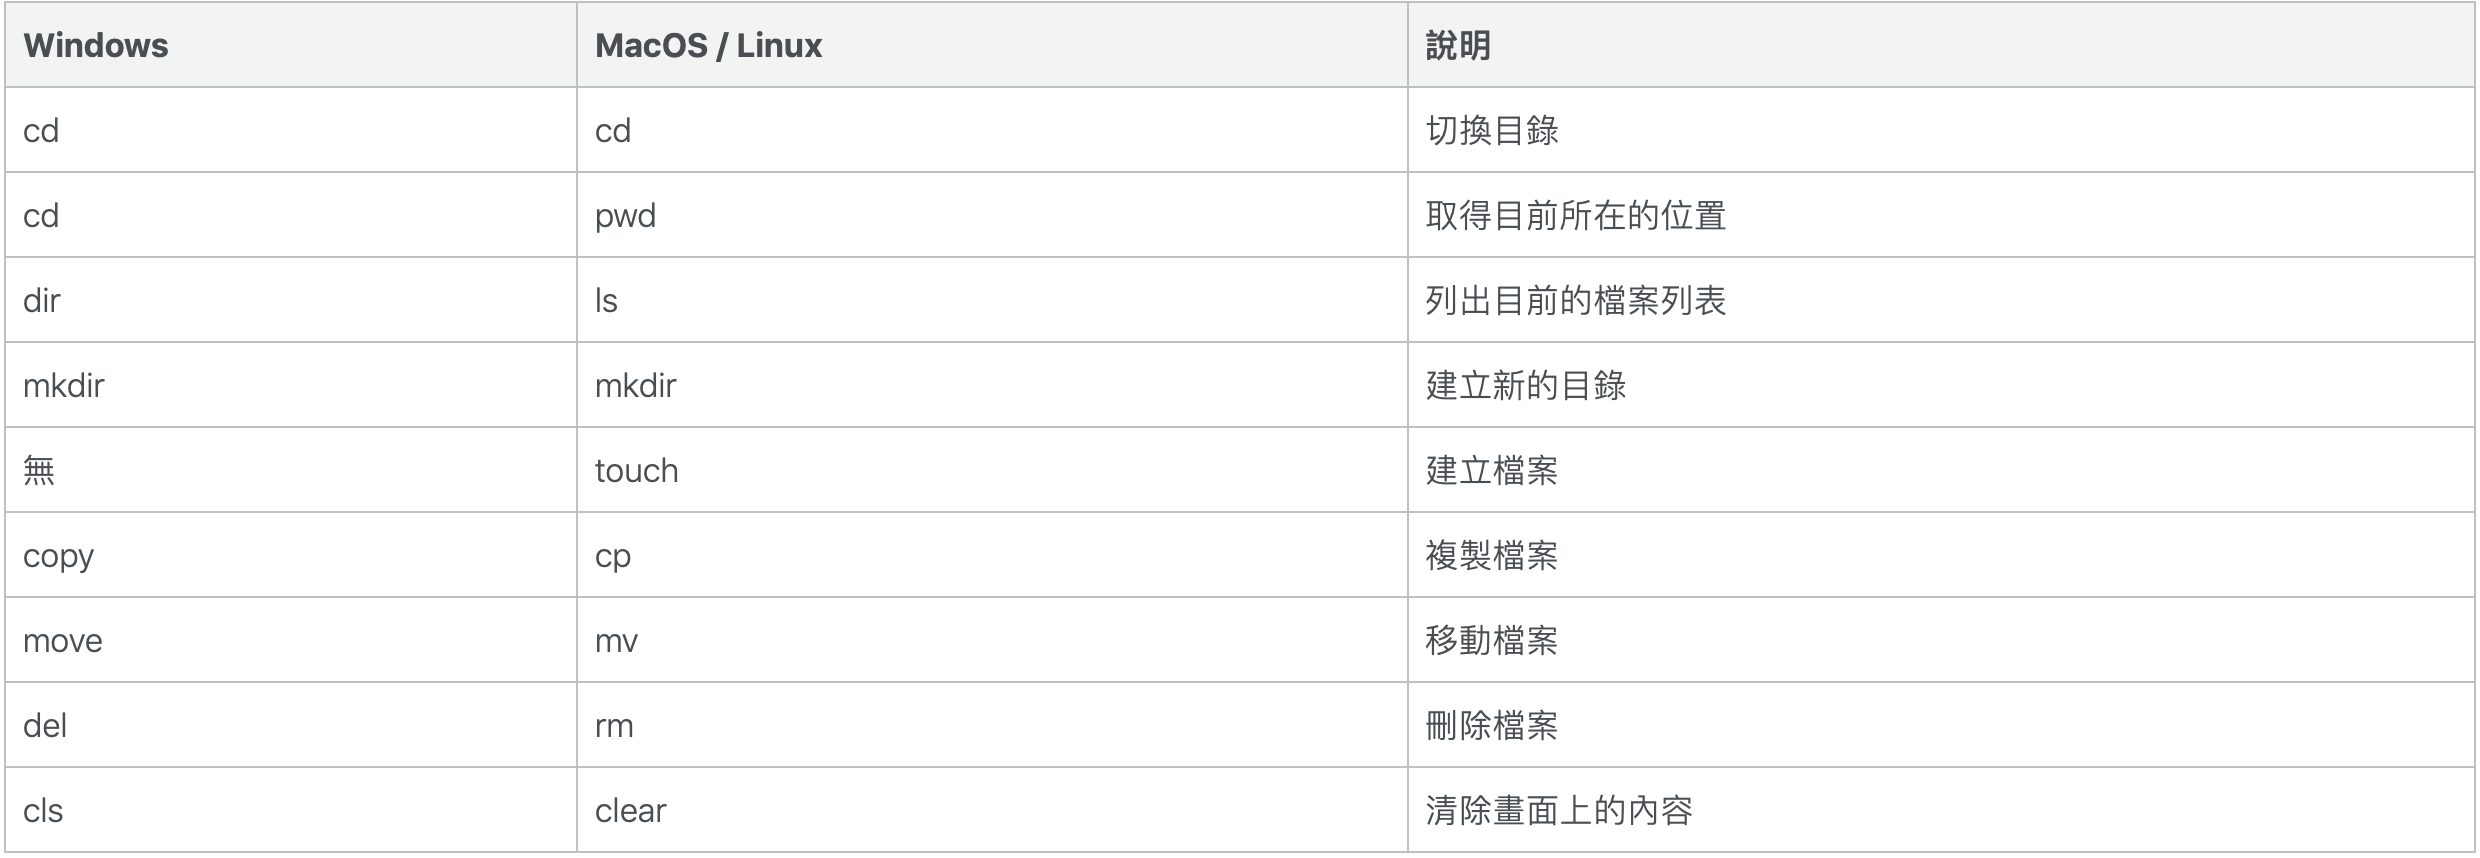 Windows MacOS / Linux 說明
cd cd 切換目錄
cd pwd 取得目前所在的位置
dir ls 列出目前的檔案列表
mkdir mkdir 建立新的目錄
無 touch 建立檔案
copy cp 複製檔案
move mv 移動檔案
del rm 刪除檔案
cls clear 清除畫面上的內容